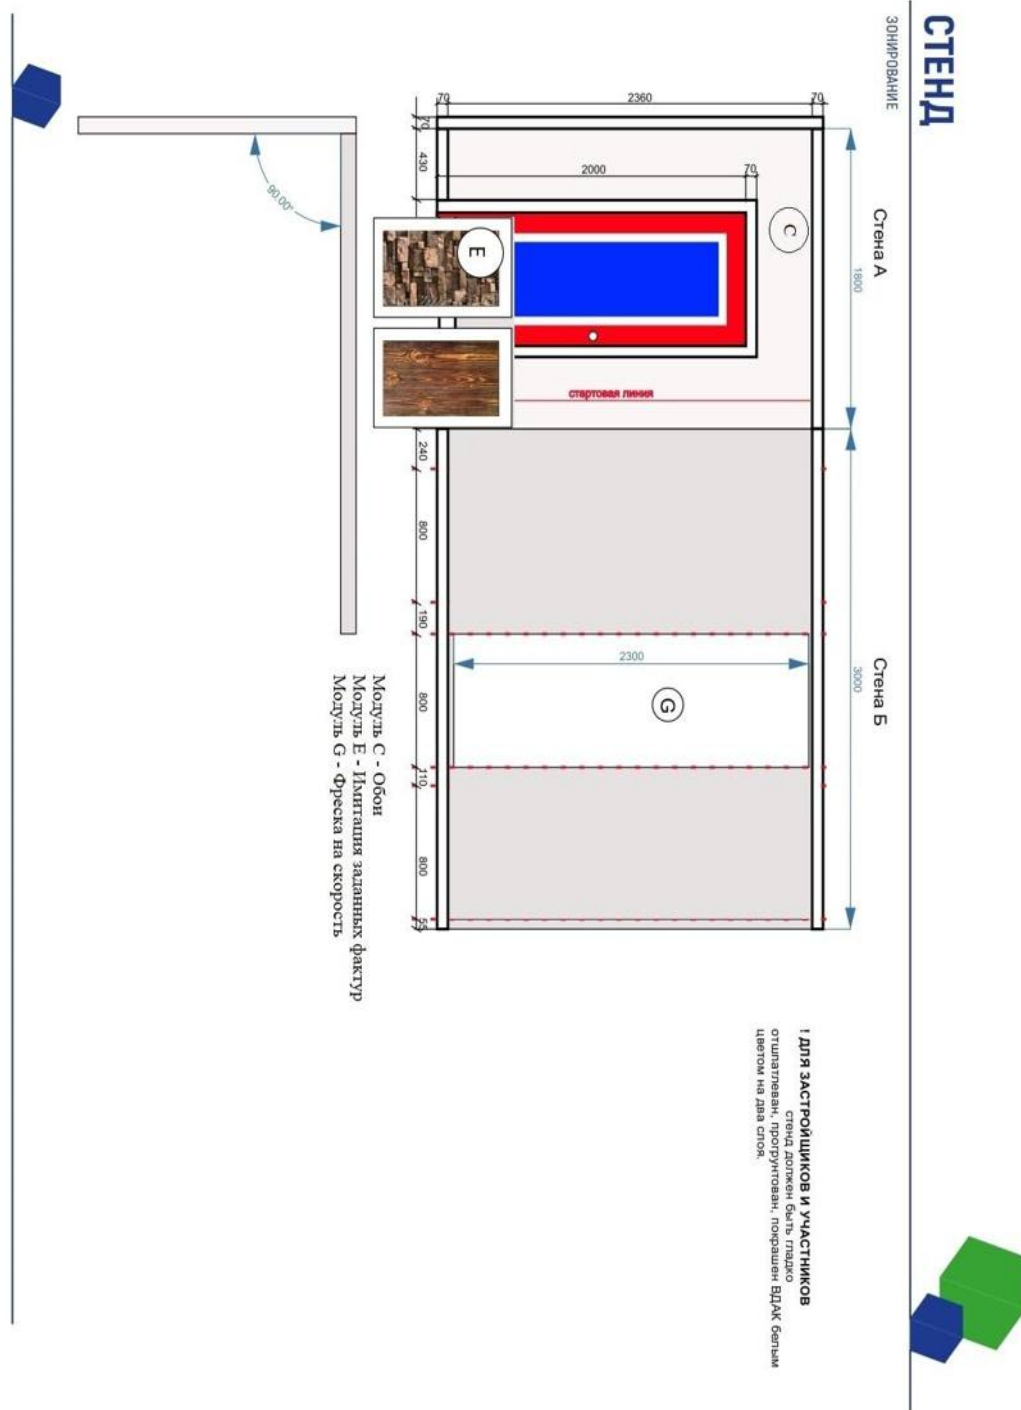 СТЕНД
ЗОНИРОВАНИЕ
Стена А
Стена Б
1800
3000
70
2360
70
2000
70
C
E
G
стартовая линия
2300
90.00°
70
430
240
800
190
800
110
800
55
Модуль C - Обои
Модуль E - Имитация заданных фактур
Модуль G - Фреска на скорость
! ДЛЯ ЗАСТРОЙЩИКОВ И УЧАСТНИКОВ
стенд должен быть гладко
отшпатлеван, прогрунтован, покрашен ВДАК белым
цветом на два слоя.